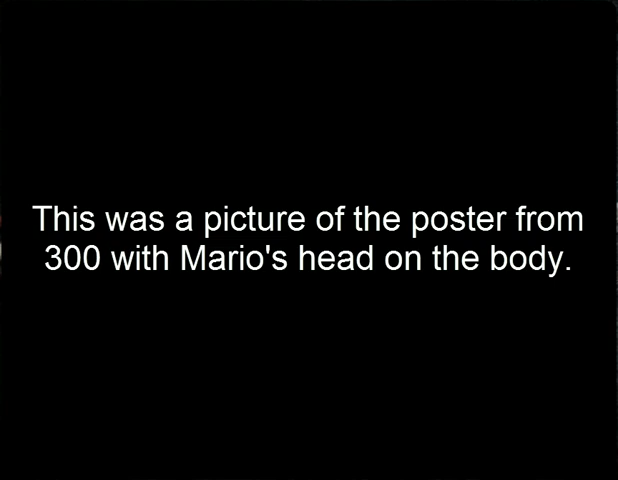 This was a picture of the poster from
300 with Mario's head on the body.